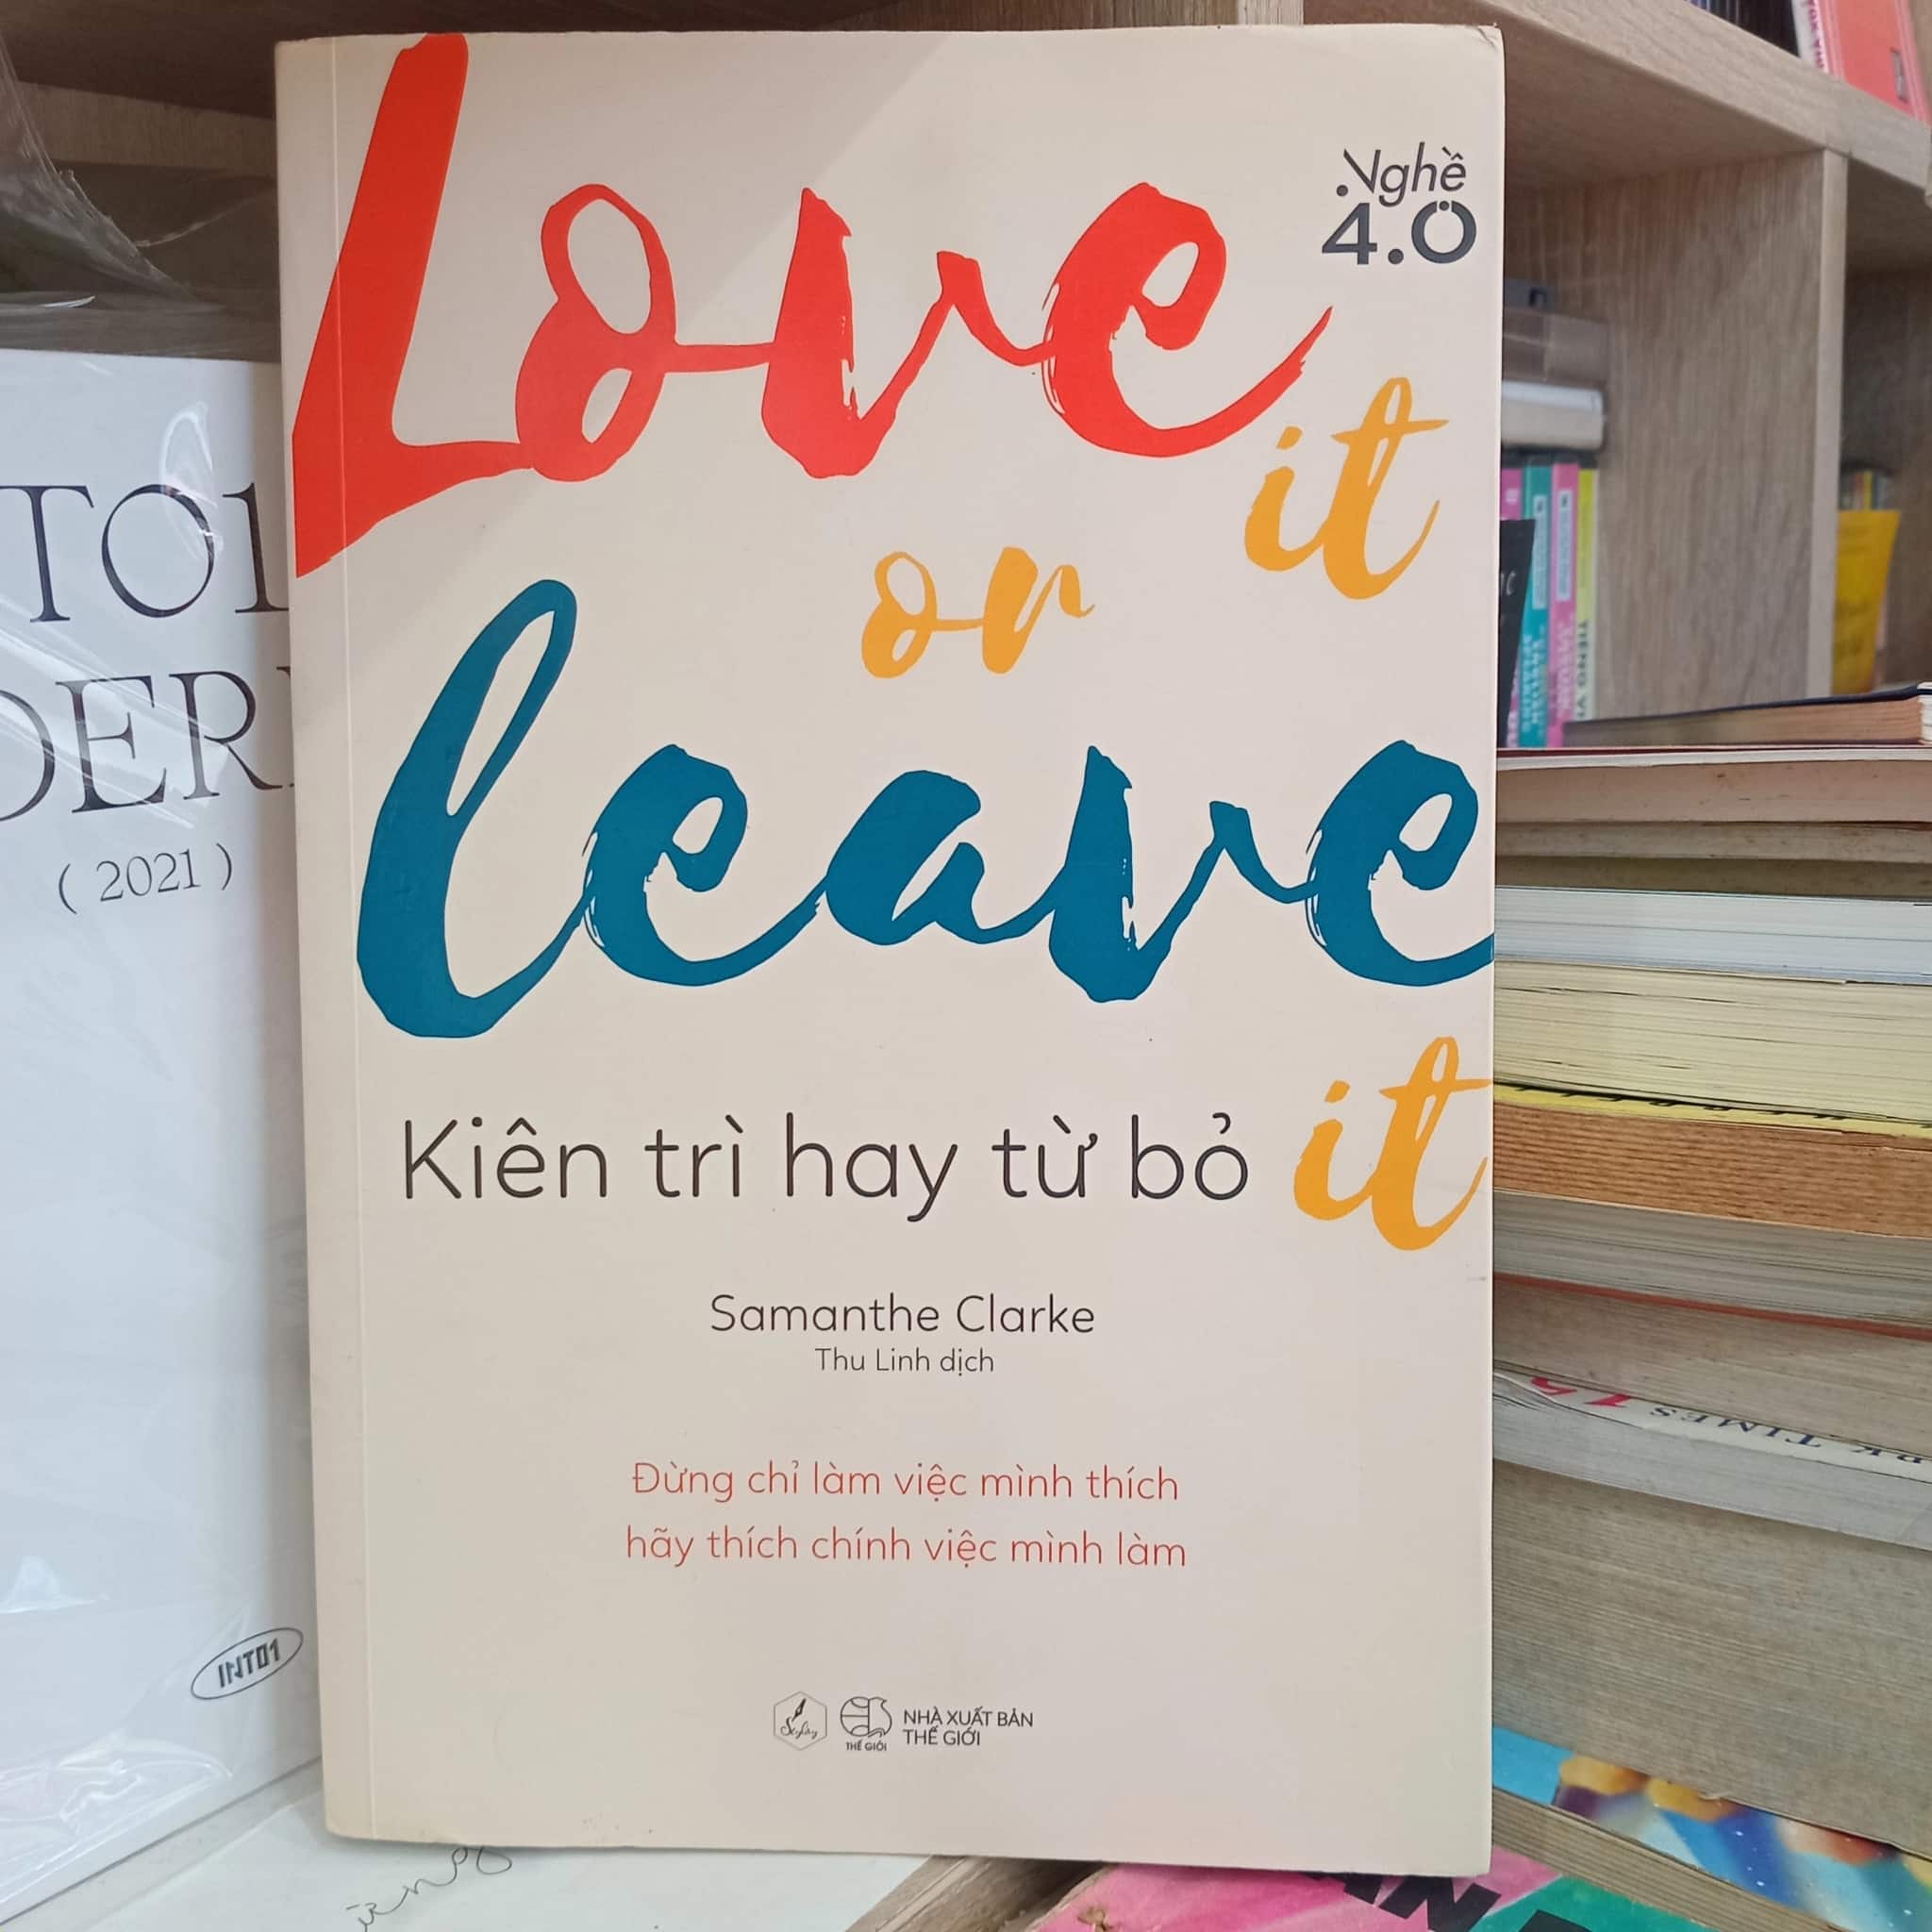 Nghề
4.0
Love
it
or
leave
it
Kiên trì hay từ bỏ
Samanthe Clarke
Thu Linh dịch
Đừng chỉ làm việc mình thích
hãy thích chính việc mình làm
NHÀ XUẤT BẢN
THẾ GIỚI
THẾ GIỚI
( 2021 )
INT01
TIMES